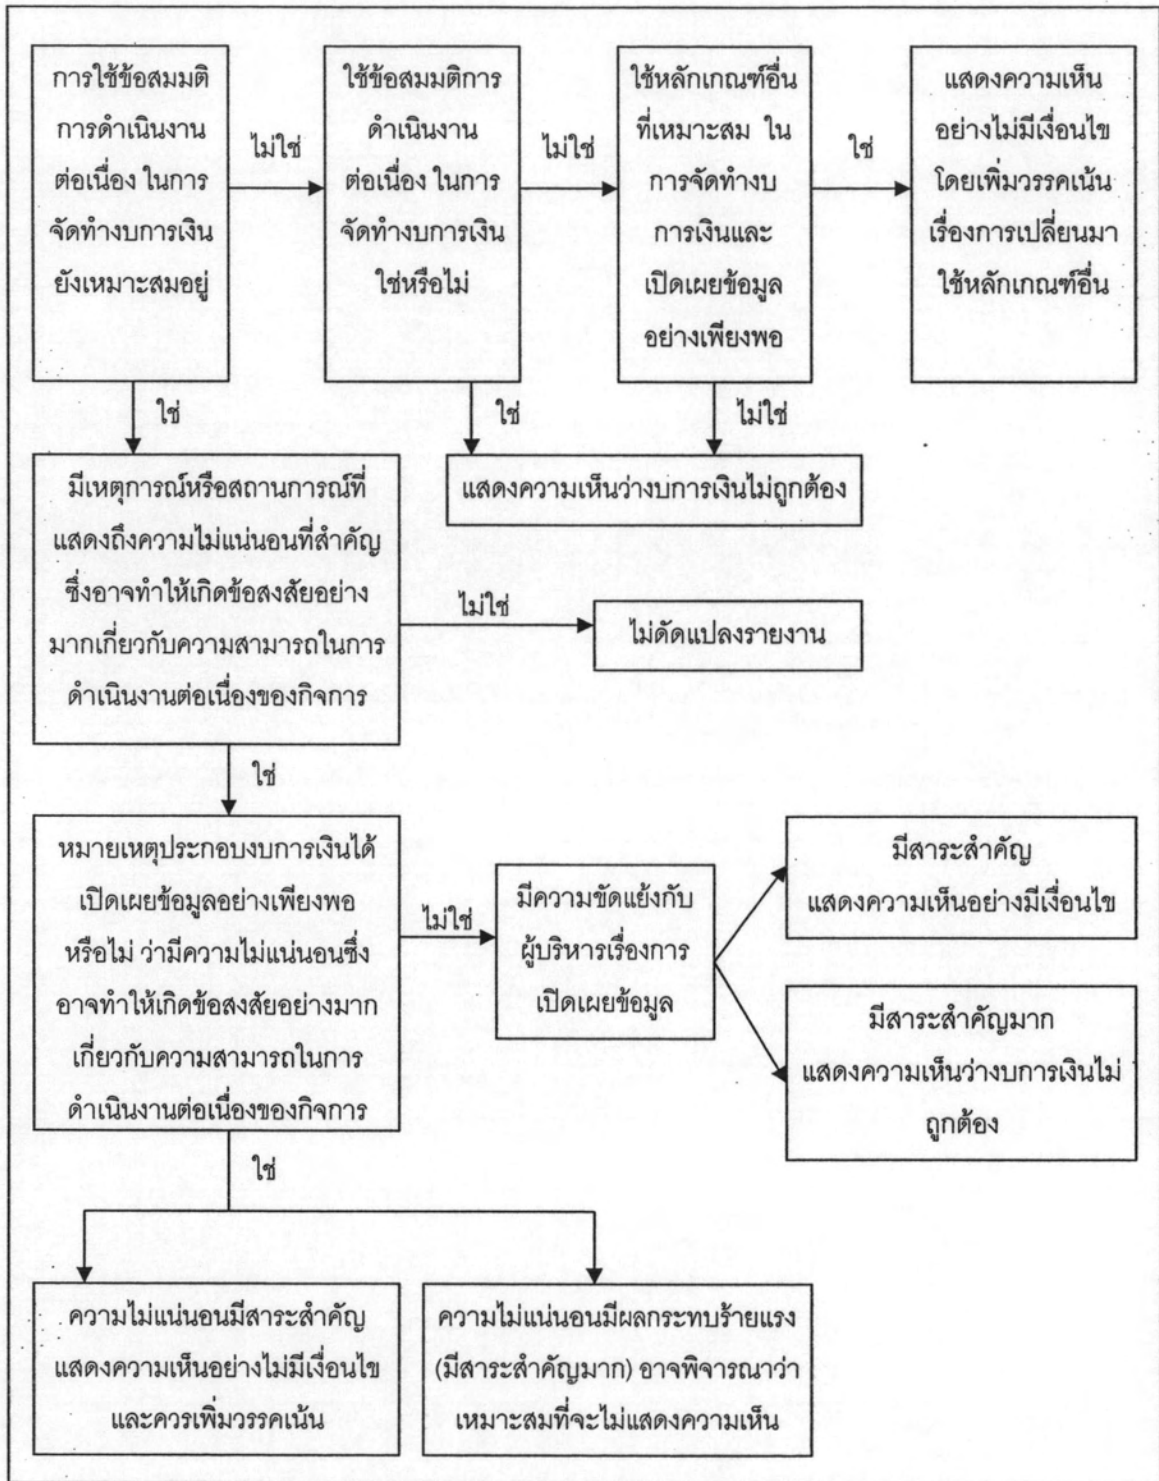 การใช้ข้อสมมติ
การดำเนินงาน
ต่อเนื่อง ในการ
จัดทำงบการเงิน
ยังเหมาะสมอยู่
ไม่ใช่
ใช้ข้อสมมติการ
ดำเนินงาน
ต่อเนื่อง ในการ
จัดทำงบการเงิน
ใช่หรือไม่
ไม่ใช่
ใช้หลักเกณฑ์อื่น
ที่เหมาะสม ใน
การจัดทำงบ
การเงินและ
เปิดเผยข้อมูล
อย่างเพียงพอ
ใช่
แสดงความเห็น
อย่างไม่มีเงื่อนไข
โดยเพิ่มวรรคเน้น
เรื่องการเปลี่ยนมา
ใช้หลักเกณฑ์อื่น
ใช่
ใช่
ไม่ใช่
มีเหตุการณ์หรือสถานการณ์ที่
แสดงถึงความไม่แน่นอนที่สำคัญ
ซึ่งอาจทำให้เกิดข้อสงสัยอย่าง
มากเกี่ยวกับความสามารถในการ
ดำเนินงานต่อเนื่องของกิจการ
แสดงความเห็นว่างบการเงินไม่ถูกต้อง
ไม่ใช่
ไม่ดัดแปลงรายงาน
ใช่
หมายเหตุประกอบงบการเงินได้
เปิดเผยข้อมูลอย่างเพียงพอ
หรือไม่ ว่ามีความไม่แน่นอนซึ่ง
อาจทำให้เกิดข้อสงสัยอย่างมาก
เกี่ยวกับความสามารถในการ
ดำเนินงานต่อเนื่องของกิจการ
ไม่ใช่
มีความขัดแย้งกับ
ผู้บริหารเรื่องการ
เปิดเผยข้อมูล
มีสาระสำคัญ
แสดงความเห็นอย่างมีเงื่อนไข
มีสาระสำคัญมาก
แสดงความเห็นว่างบการเงินไม่
ถูกต้อง
ใช่
ความไม่แน่นอนมีสาระสำคัญ
แสดงความเห็นอย่างไม่มีเงื่อนไข
และควรเพิ่มวรรคเน้น
ความไม่แน่นอนมีผลกระทบร้ายแรง
(มีสาระสำคัญมาก) อาจพิจารณาว่า
เหมาะสมที่จะไม่แสดงความเห็น